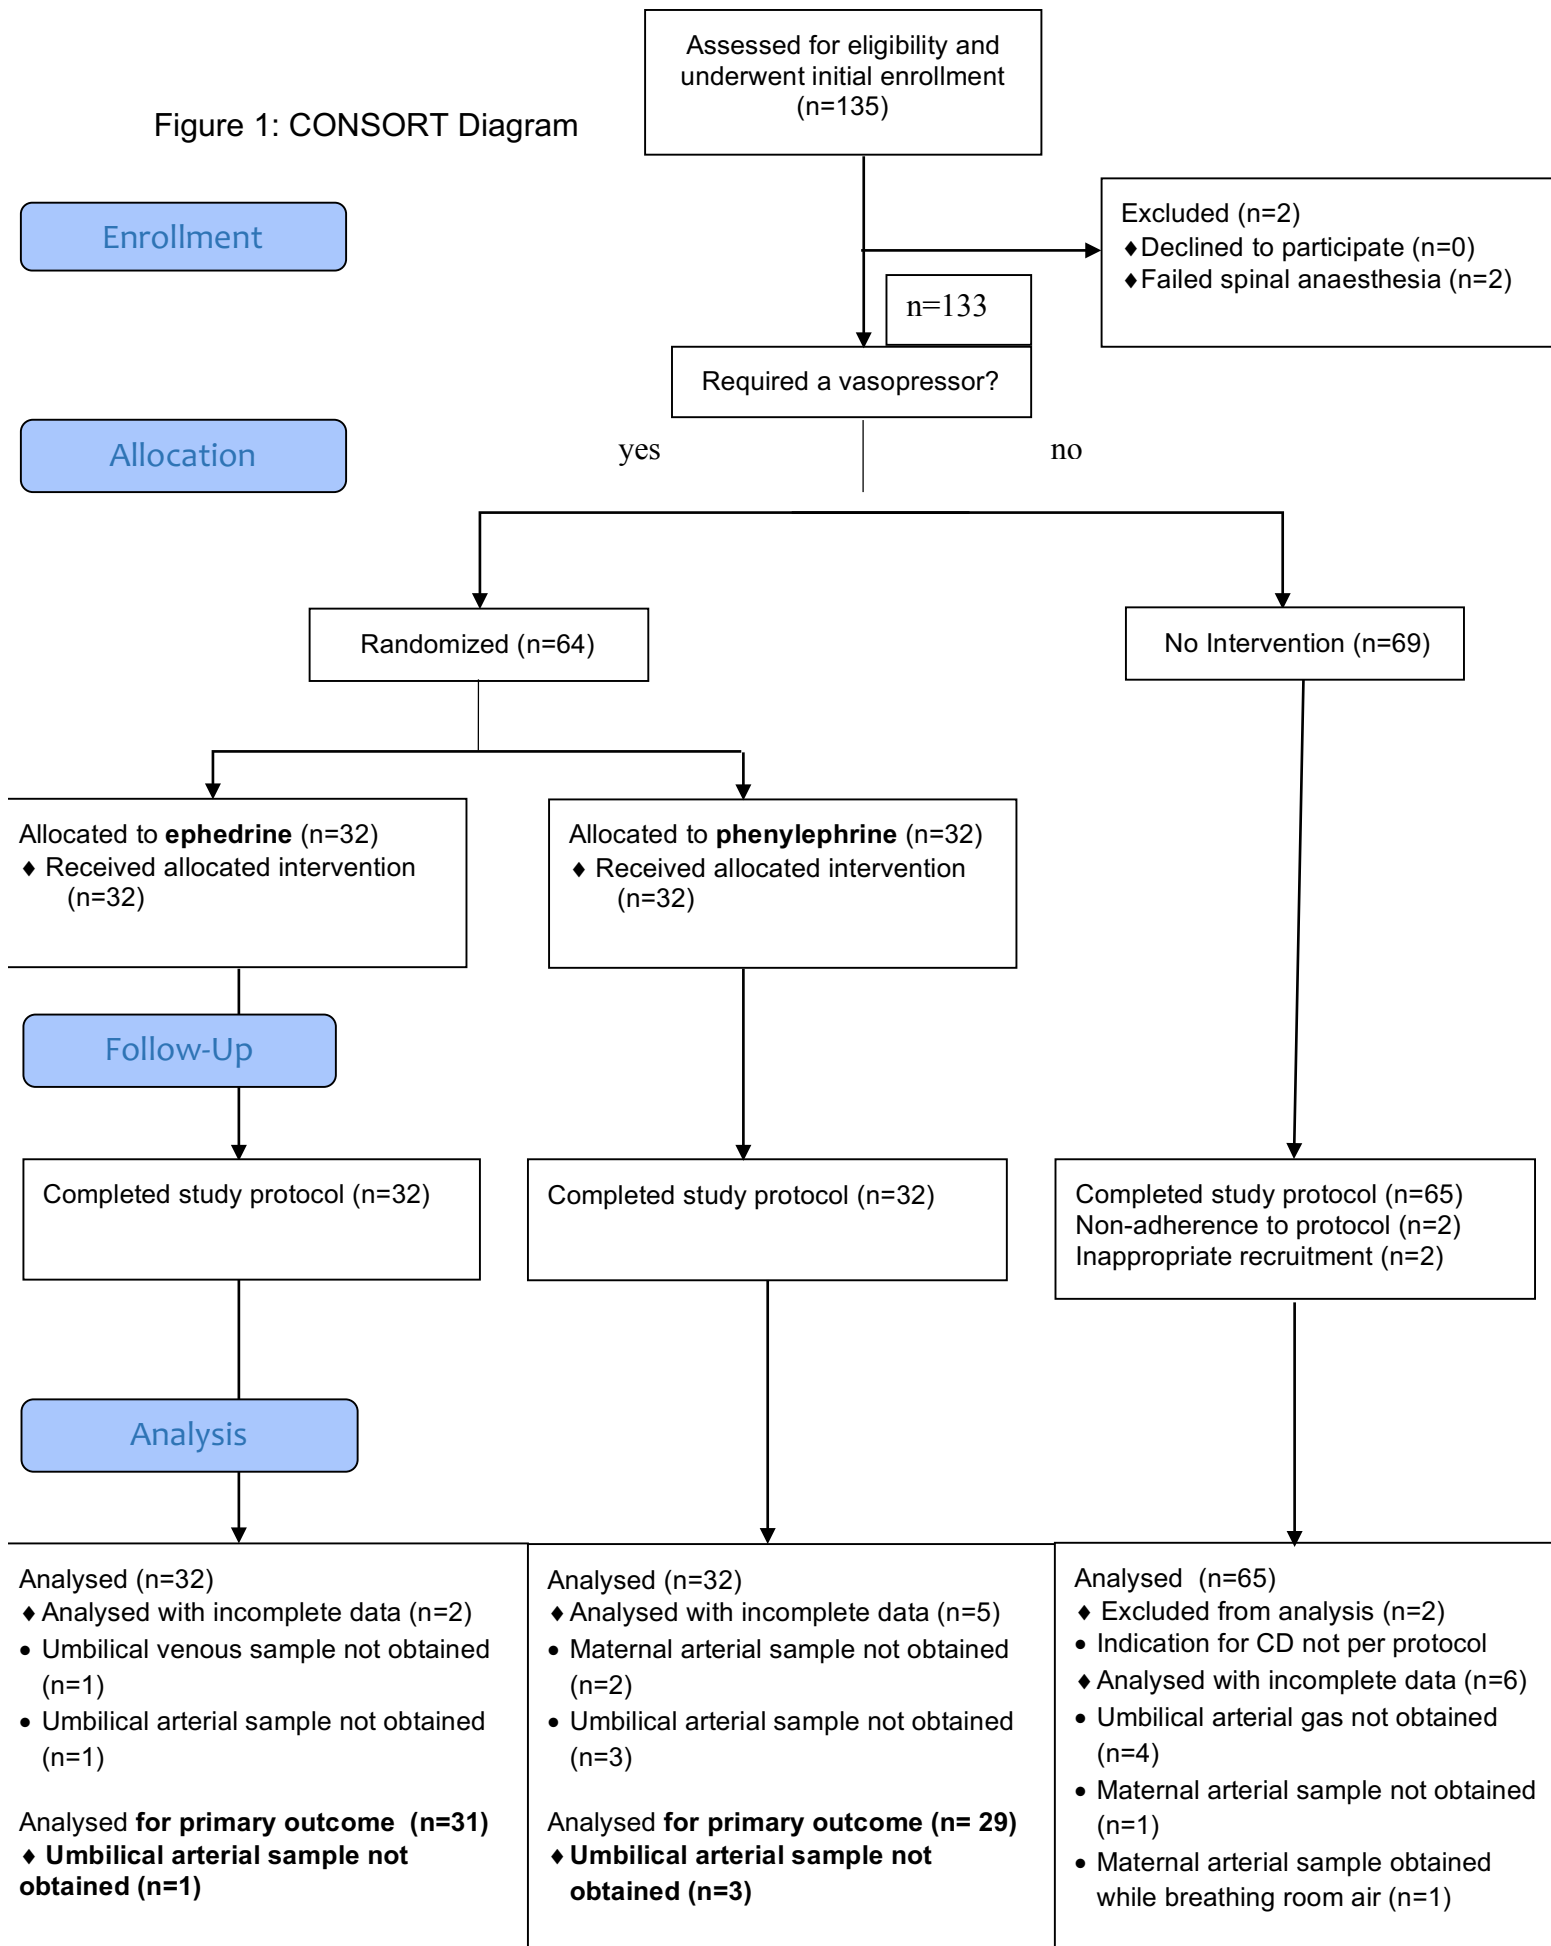 Assessed for eligibility and
underwent initial enrollment
(n=135)
Figure 1: CONSORT Diagram
Enrollment
Excluded (n=2)
♦Declined to participate (n=0)
♦Failed spinal anaesthesia (n=2)
n=133
Required a vasopressor?
Allocation
yes
no
Randomized (n=64)
No Intervention (n=69)
Allocated to ephedrine (n=32)
♦ Received allocated intervention
(n=32)
Allocated to phenylephrine (n=32)
♦ Received allocated intervention
(n=32)
Follow-Up
Completed study protocol (n=32)
Completed study protocol (n=32)
Completed study protocol (n=65)
Non-adherence to protocol (n=2)
Inappropriate recruitment (n=2)
Analysis
Analysed (n=32)
♦ Analysed with incomplete data (n=2)
• Umbilical venous sample not obtained
(n=1)
• Umbilical arterial sample not obtained
(n=1)
Analysed for primary outcome (n=31)
♦ Umbilical arterial sample not
obtained (n=1)
Analysed (n=32)
♦ Analysed with incomplete data (n=5)
• Maternal arterial sample not obtained
(n=2)
• Umbilical arterial sample not obtained
(n=3)
Analysed for primary outcome (n= 29)
♦ Umbilical arterial sample not
obtained (n=3)
Analysed (n=65)
♦ Excluded from analysis (n=2)
• Indication for CD not per protocol
♦ Analysed with incomplete data (n=6)
• Umbilical arterial gas not obtained
(n=4)
• Maternal arterial sample not obtained
(n=1)
• Maternal arterial sample obtained
while breathing room air (n=1)